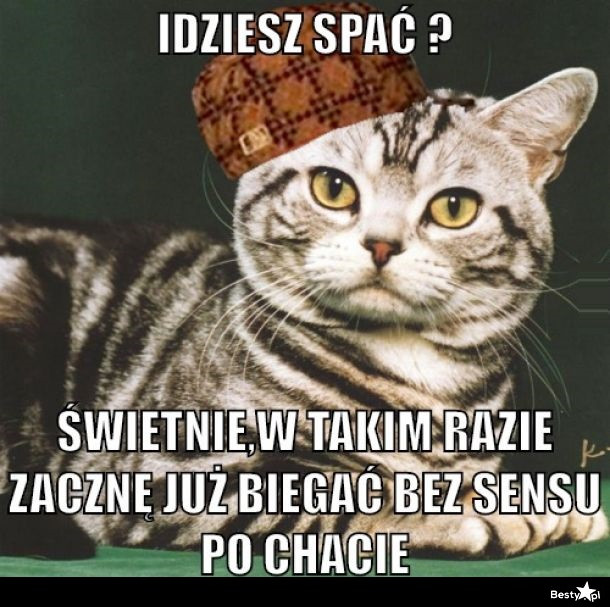 IDZIESZ SPAĆ ?
ŚWIETNIE,W TAKIM RAZIE
ZACZNĘ JUŻ BIEGAĆ BEZ SENSU
PO CHACIE
Besty.pl